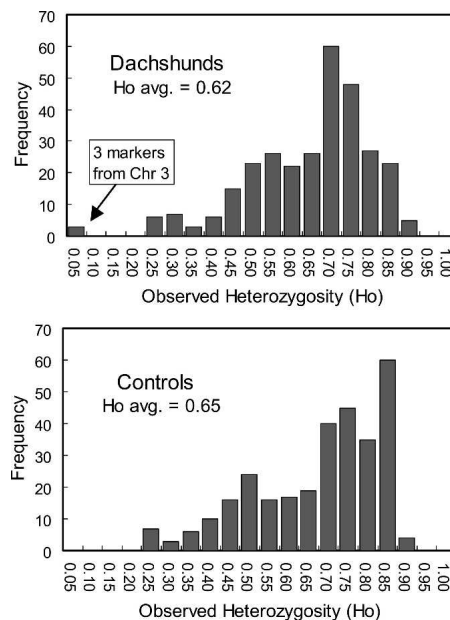 70
60
50
40
30
20
10
0
Frequency
Dachshunds
Ho avg. = 0.62
3 markers
from Chr 3
0.05 0.10 0.15 0.20 0.25 0.30 0.35 0.40 0.45 0.50 0.55 0.60 0.65 0.70 0.75 0.80 0.85 0.90 0.95 1.00
Observed Heterozygosity (Ho)
70
60
50
40
30
20
10
0
Frequency
Controls
Ho avg. = 0.65
0.05 0.10 0.15 0.20 0.25 0.30 0.35 0.40 0.45 0.50 0.55 0.60 0.65 0.70 0.75 0.80 0.85 0.90 0.95 1.00
Observed Heterozygosity (Ho)